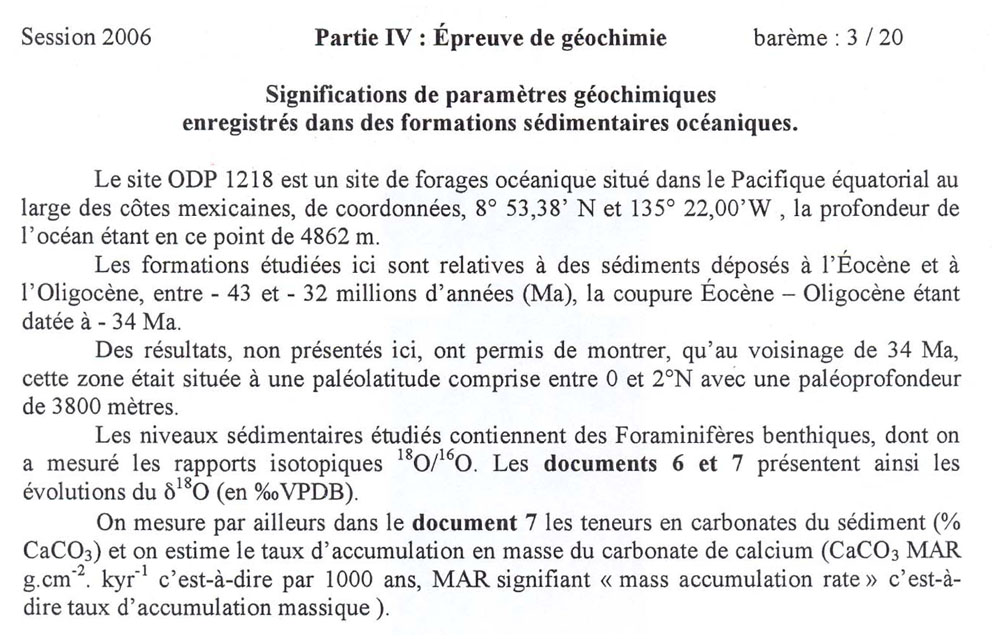 Session 2006 Partie IV : Épreuve de géochimie barème : 3 / 20
Significations de paramètres géochimiques
enregistrés dans des formations sédimentaires océaniques.
Le site ODP 1218 est un site de forages océanique situé dans le Pacifique équatorial au
large des côtes mexicaines, de coordonnées, 8° 53,38' N et 135° 22,00'W , la profondeur de
l'océan étant en ce point de 4862 m.
Les formations étudiées ici sont relatives à des sédiments déposés à l'Éocène et à
l'Oligocène, entre - 43 et - 32 millions d'années (Ma), la coupure Éocène – Oligocène étant
datée à - 34 Ma.
Des résultats, non présentés ici, ont permis de montrer, qu'au voisinage de 34 Ma,
cette zone était située à une paléolatitude comprise entre 0 et 2°N avec une paléoprofondeur
de 3800 mètres.
Les niveaux sédimentaires étudiés contiennent des Foraminifères benthiques, dont on
a mesuré les rapports isotopiques ¹⁸O/¹⁶O. Les documents 6 et 7 présentent ainsi les
évolutions du δ¹⁸O (en ‰VPDB).
On mesure par ailleurs dans le document 7 les teneurs en carbonates du sédiment (%
CaCO₃) et on estime le taux d'accumulation en masse du carbonate de calcium (CaCO₃ MAR
g.cm⁻². kyr⁻¹ c'est-à-dire par 1000 ans, MAR signifiant « mass accumulation rate » c'est-à-
dire taux d'accumulation massique ).